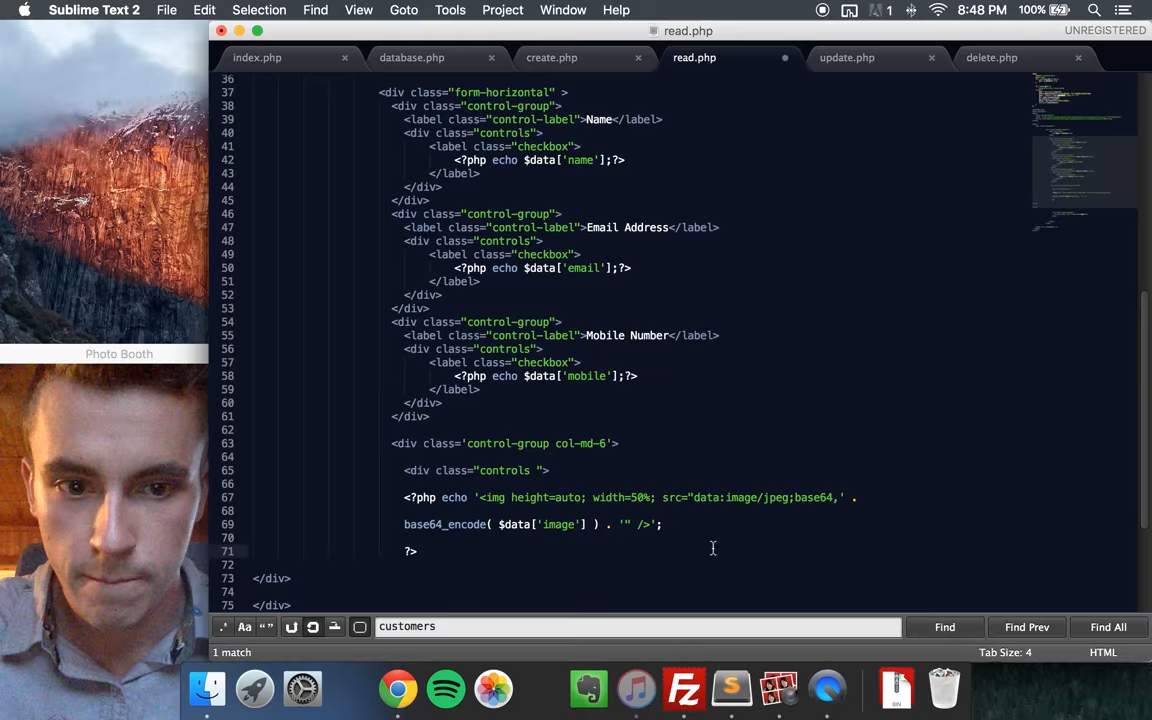 Sublime Text 2 File Edit Selection Find View Goto Tools Project Window Help 1 8:48 PM 100%
read.php UNREGISTERED
index.php database.php create.php read.php update.php delete.php
36
37 <div class="form-horizontal" >
38 <div class="control-group">
39 <label class="control-label">Name</label>
40 <div class="controls">
41 <label class="checkbox">
42 <?php echo $data['name'];?>
43 </label>
44 </div>
45 </div>
46 <div class="control-group">
47 <label class="control-label">Email Address</label>
48 <div class="controls">
49 <label class="checkbox">
50 <?php echo $data['email'];?>
51 </label>
52 </div>
53 </div>
54 <div class="control-group">
55 <label class="control-label">Mobile Number</label>
56 <div class="controls">
57 <label class="checkbox">
58 <?php echo $data['mobile'];?>
59 </label>
60 </div>
61 </div>
62
63 <div class='control-group col-md-6'>
64
65 <div class="controls ">
66
67 <?php echo '<img height=auto; width=50%; src="data:image/jpeg;base64,' .
68
69 base64_encode( $data['image'] ) . '" />';
70
71 ?>
72
73 </div>
74
75 </div>
Photo Booth
.* Aa “” customers Find Find Prev Find All
1 match Tab Size: 4 HTML
Fz S BIN